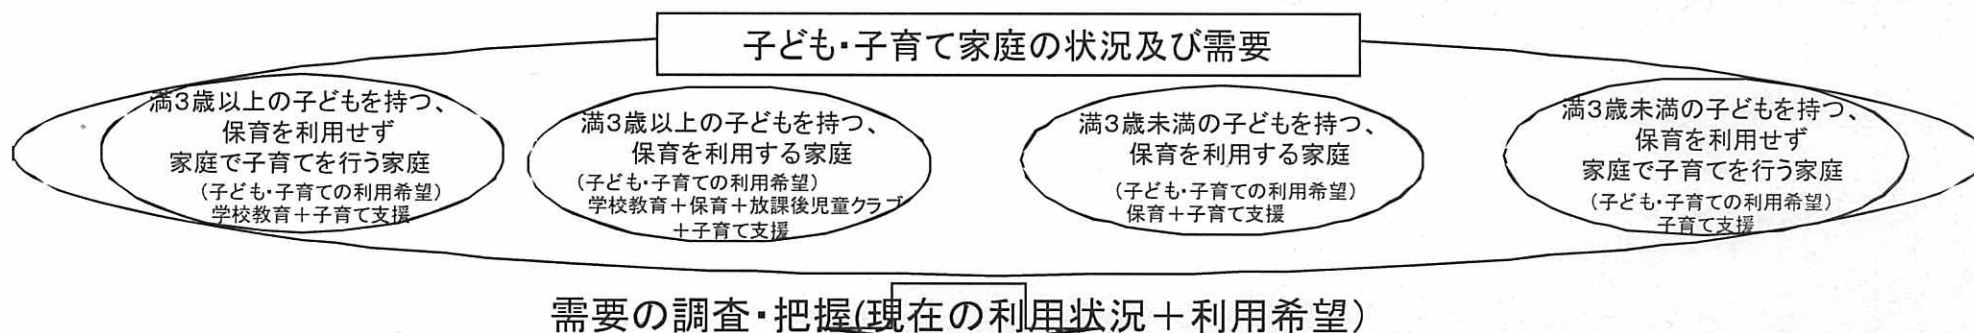 子ども・子育て家庭の状況及び需要
満3歳以上の子どもを持つ、
保育を利用せず
家庭で子育てを行う家庭
(子ども・子育ての利用希望)
学校教育+子育て支援
満3歳以上の子どもを持つ、
保育を利用する家庭
(子ども・子育ての利用希望)
学校教育+保育+放課後児童クラブ
+子育て支援
満3歳未満の子どもを持つ、
保育を利用する家庭
(子ども・子育ての利用希望)
保育+子育て支援
満3歳未満の子どもを持つ、
保育を利用せず
家庭で子育てを行う家庭
(子ども・子育ての利用希望)
子育て支援
需要の調査・把握(現在の利用状況+利用希望)